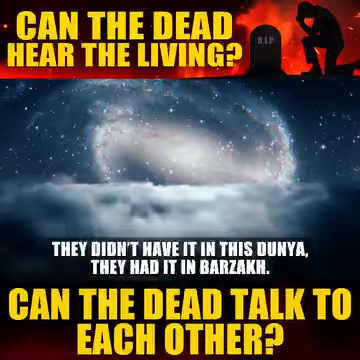 CAN THE DEAD
HEAR THE LIVING?
R.I.P
THEY DIDN'T HAVE IT IN THIS DUNYA,
THEY HAD IT IN BARZAKH.
CAN THE DEAD TALK TO
EACH OTHER?